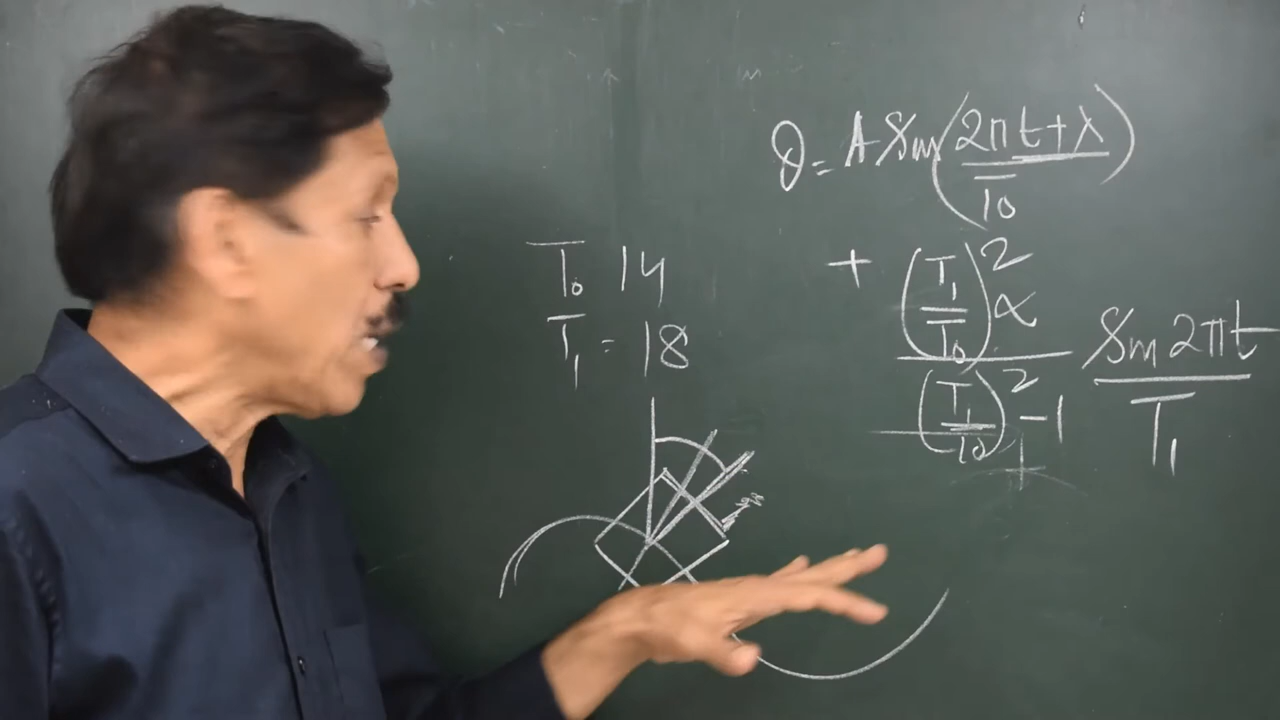 θ = A Sin(2πt + λ / T0)
T0 14
T1 = 18
+ (T1/T0)² α / (T1/T0)² - 1 Sin 2πt / T1